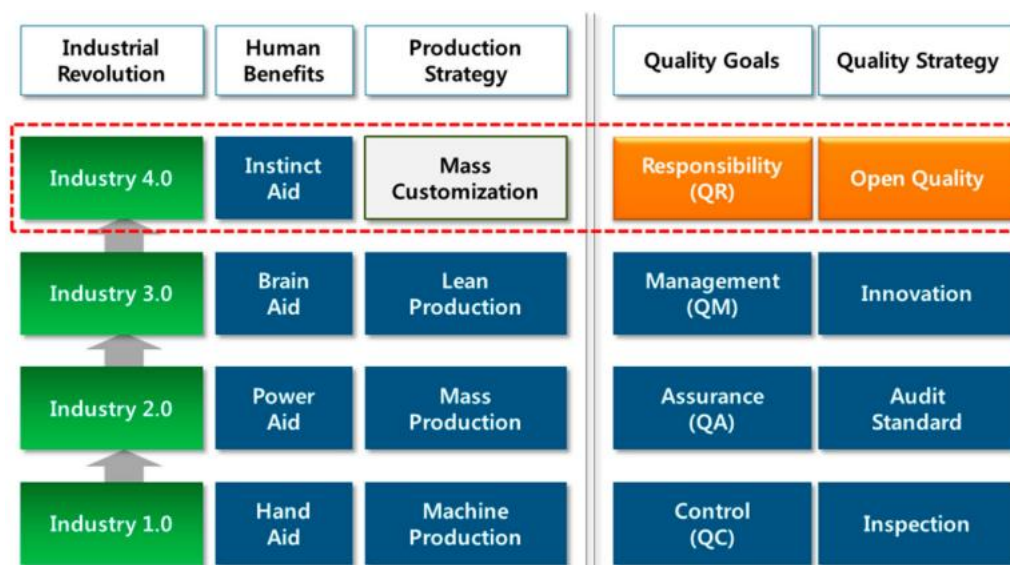 Industrial
Revolution
Human
Benefits
Production
Strategy
Quality Goals
Quality Strategy
Industry 4.0
Instinct
Aid
Mass
Customization
Responsibility
(QR)
Open Quality
Industry 3.0
Brain
Aid
Lean
Production
Management
(QM)
Innovation
Industry 2.0
Power
Aid
Mass
Production
Assurance
(QA)
Audit
Standard
Industry 1.0
Hand
Aid
Machine
Production
Control
(QC)
Inspection